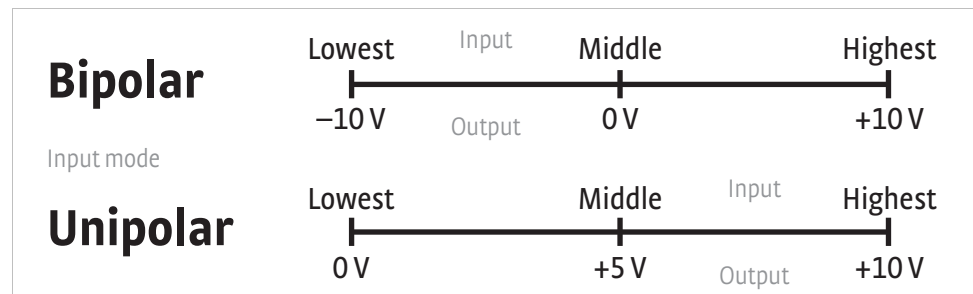 Lowest Input Middle Highest
Bipolar
–10 V Output 0 V +10 V
Input mode
Lowest Middle Input Highest
Unipolar
0 V +5 V Output +10 V